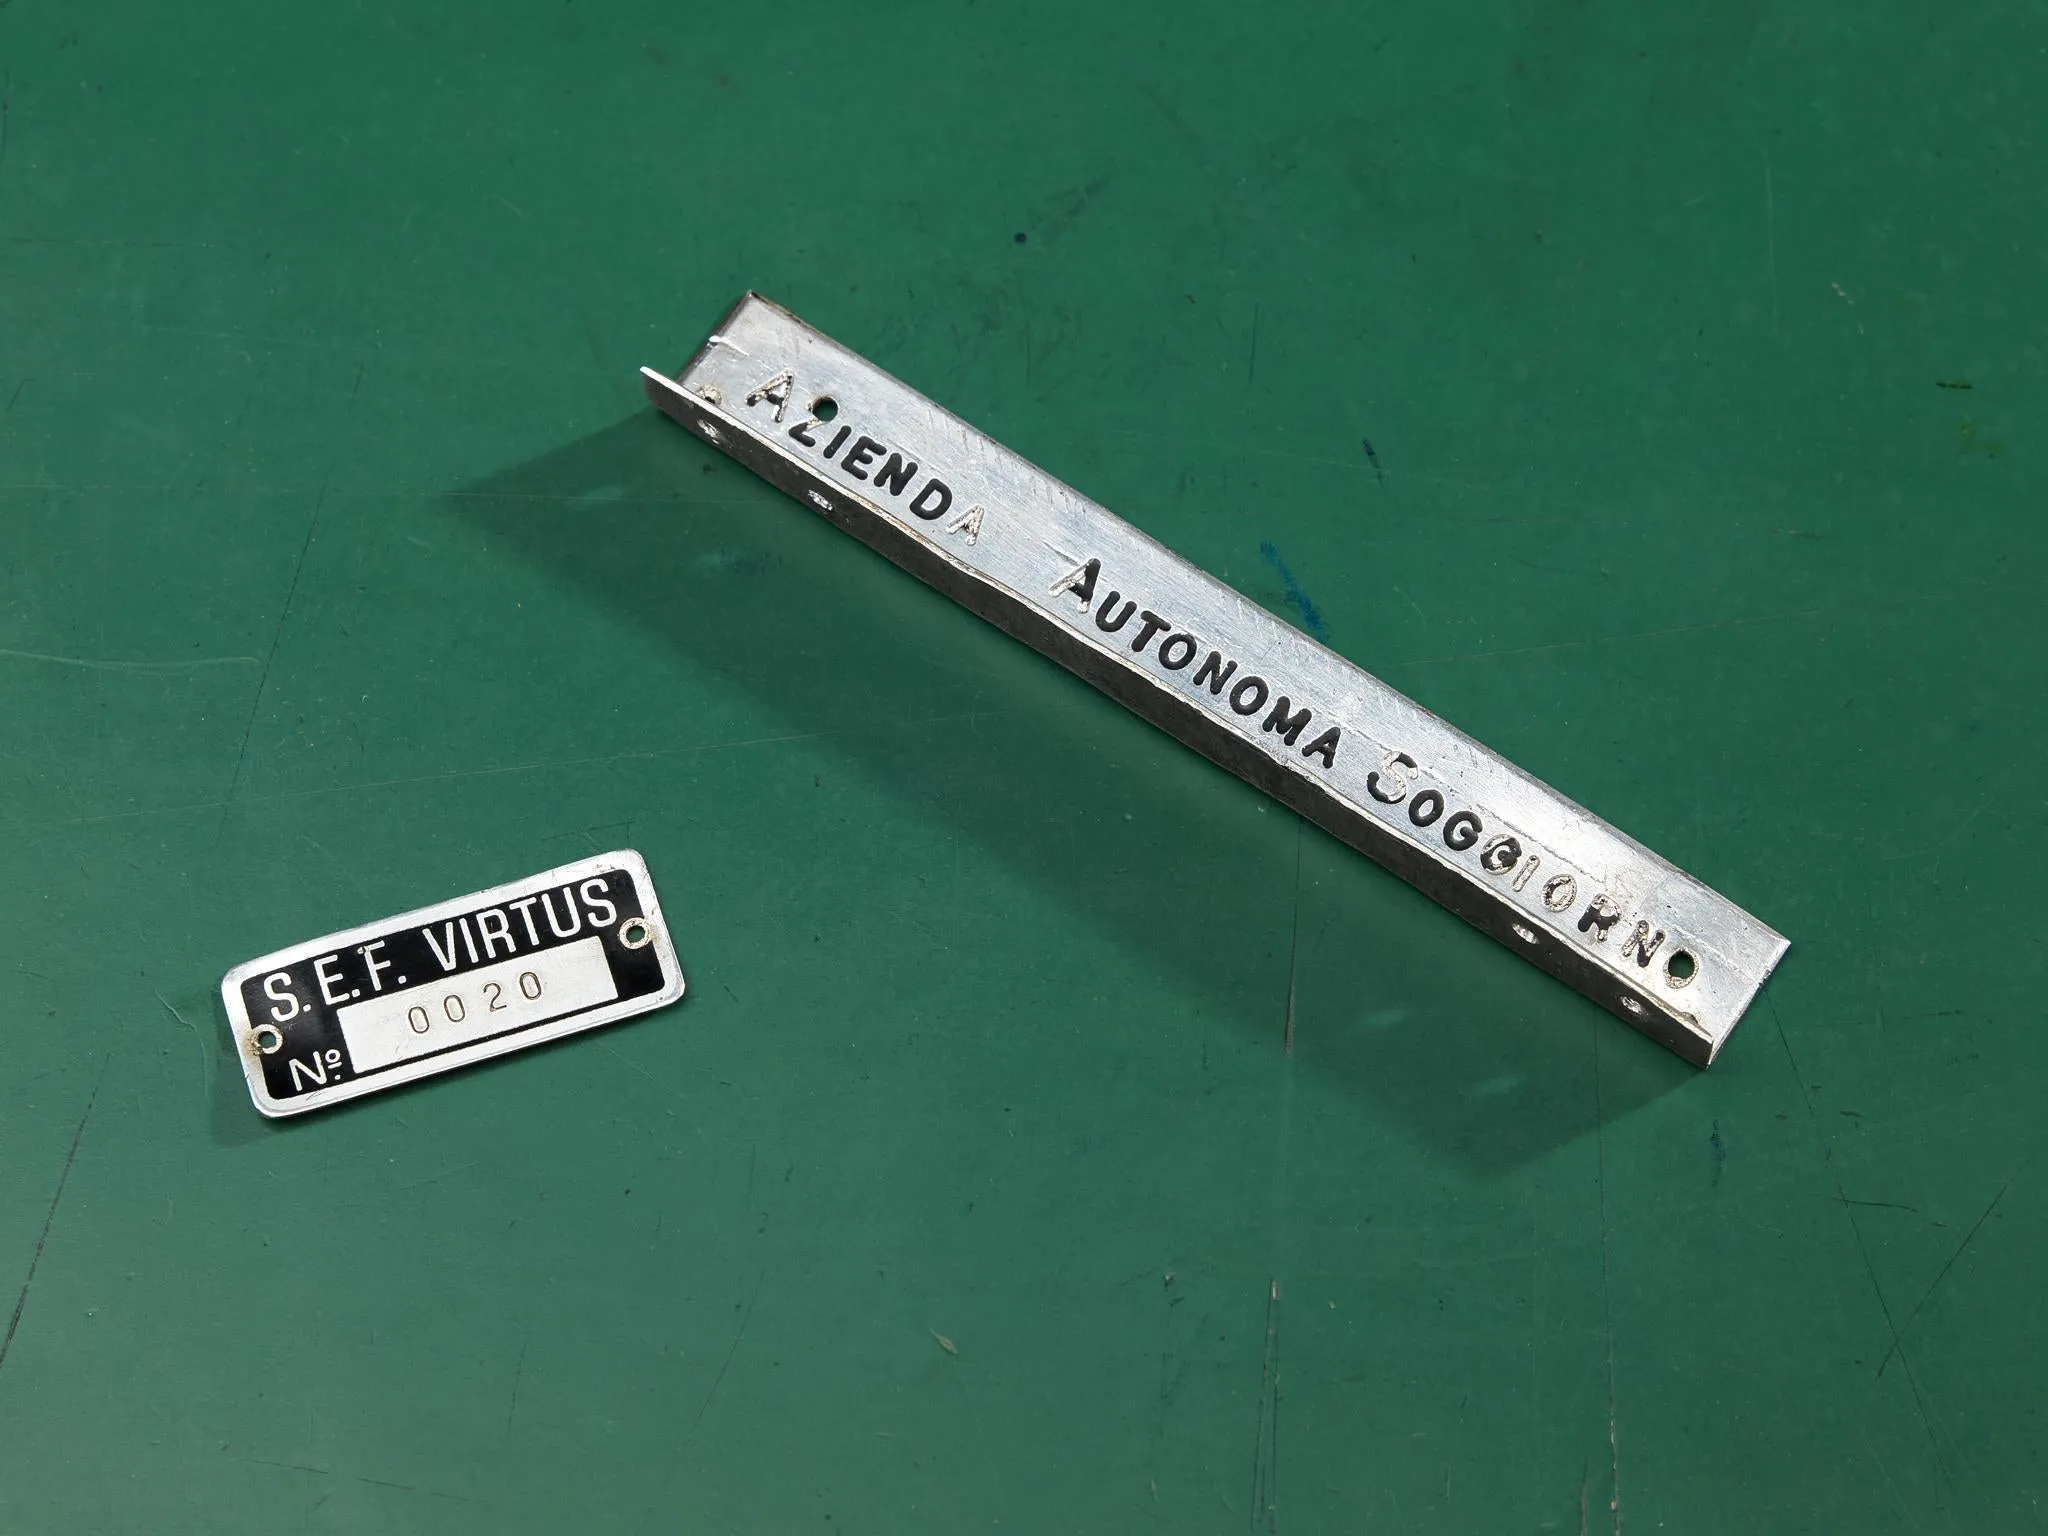 AZIENDA AUTONOMA SOGGIORNO
S.E.F. VIRTUS
Nº. 0020